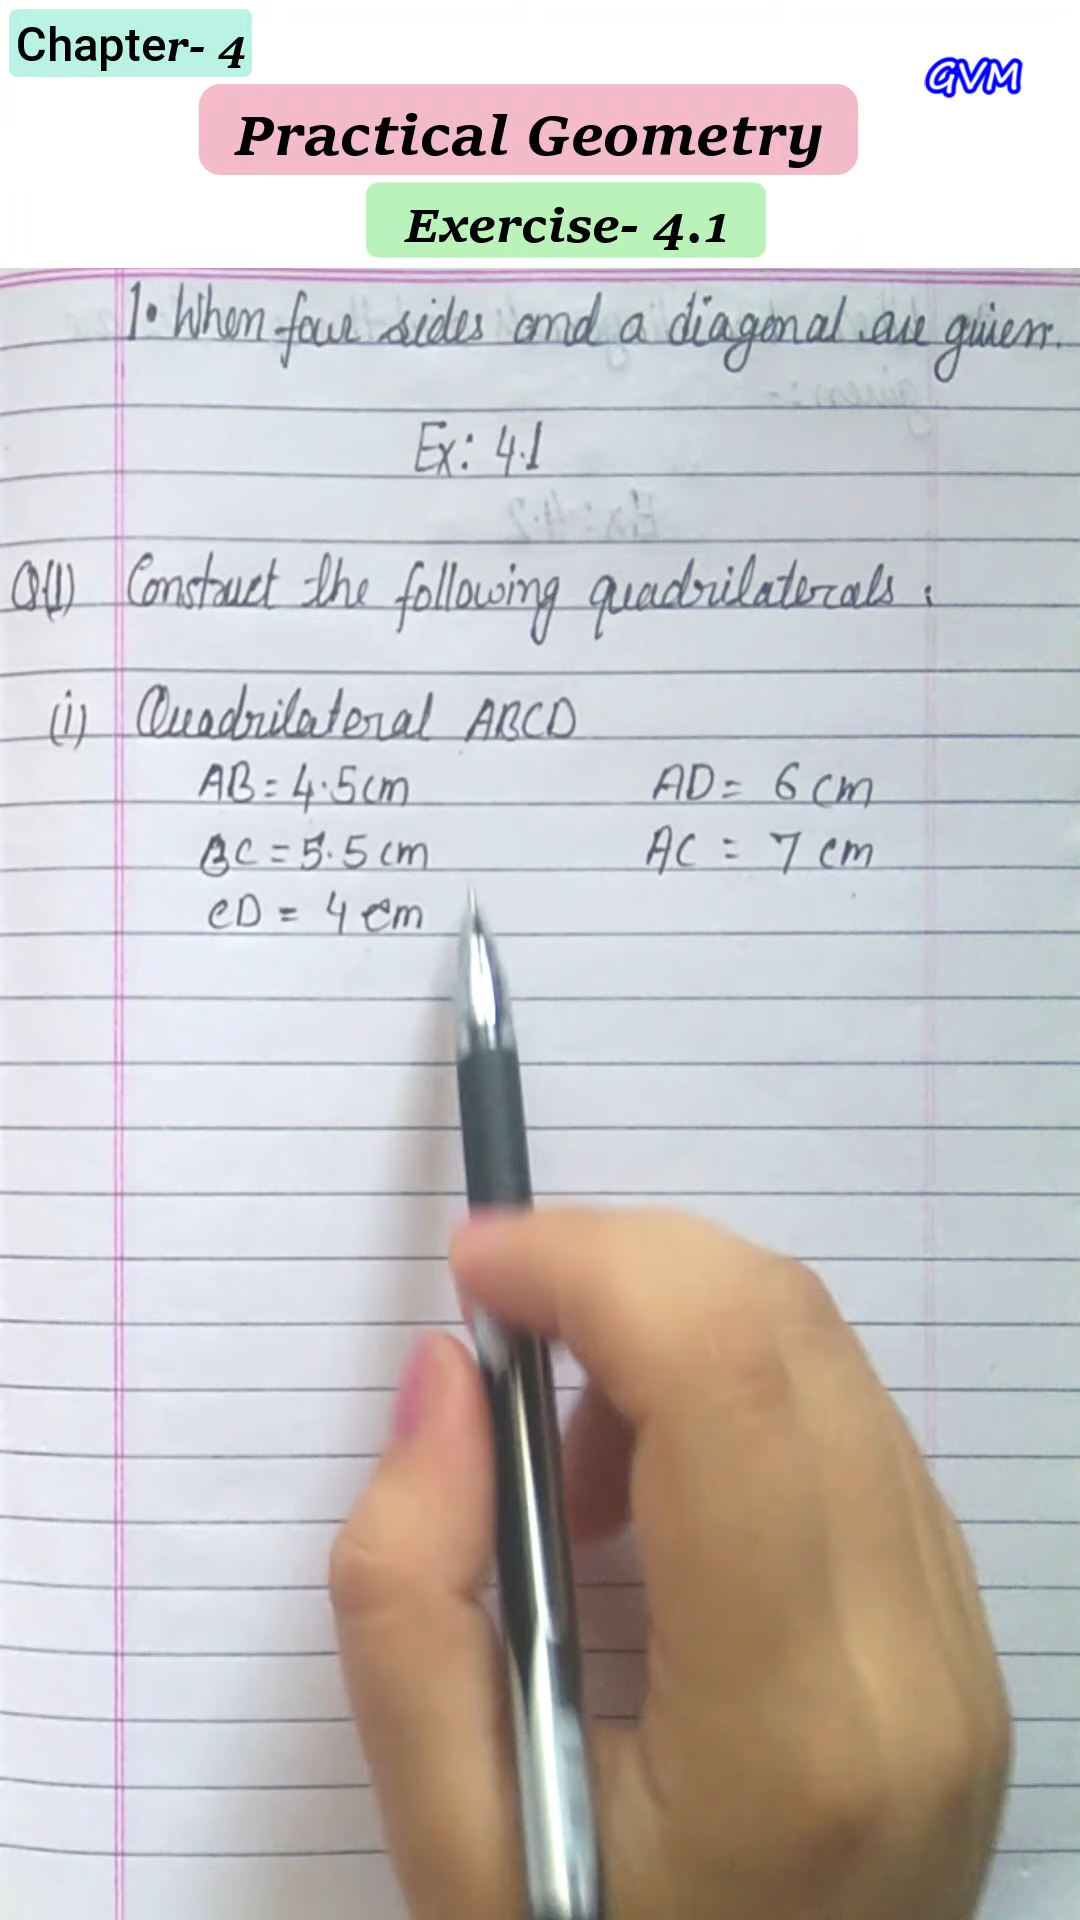 Chapter- 4
GVM
Practical Geometry
Exercise- 4.1
1. When four sides and a diagonal are given.
Ex: 4.1
Q(1) Construct the following quadrilaterals :
(i) Quadrilateral ABCD
AB = 4.5cm AD = 6 cm
BC = 5.5 cm AC = 7 cm
CD = 4 cm